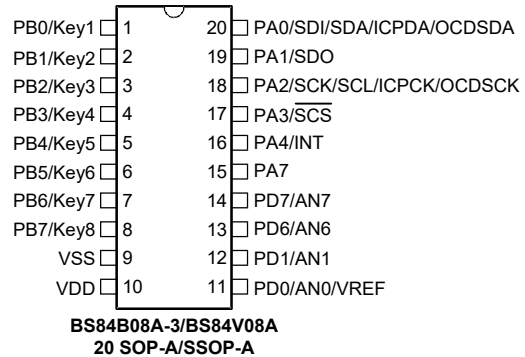 PB0/Key1 1 20 PA0/SDI/SDA/ICPDA/OCDSDA
PB1/Key2 2 19 PA1/SDO
PB2/Key3 3 18 PA2/SCK/SCL/ICPCK/OCDSCK
PB3/Key4 4 17 PA3/SCS
PB4/Key5 5 16 PA4/INT
PB5/Key6 6 15 PA7
PB6/Key7 7 14 PD7/AN7
PB7/Key8 8 13 PD6/AN6
VSS 9 12 PD1/AN1
VDD 10 11 PD0/AN0/VREF
BS84B08A-3/BS84V08A
20 SOP-A/SSOP-A